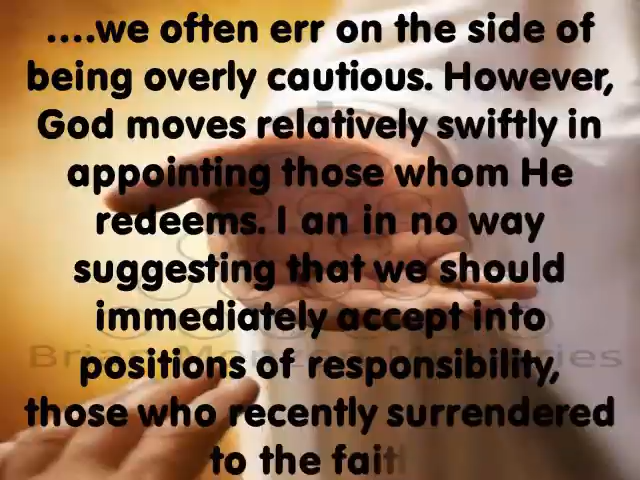 ....we often err on the side of
being overly cautious. However,
God moves relatively swiftly in
appointing those whom He
redeems. I an in no way
suggesting that we should
immediately accept into
positions of responsibility,
those who recently surrendered
to the fait